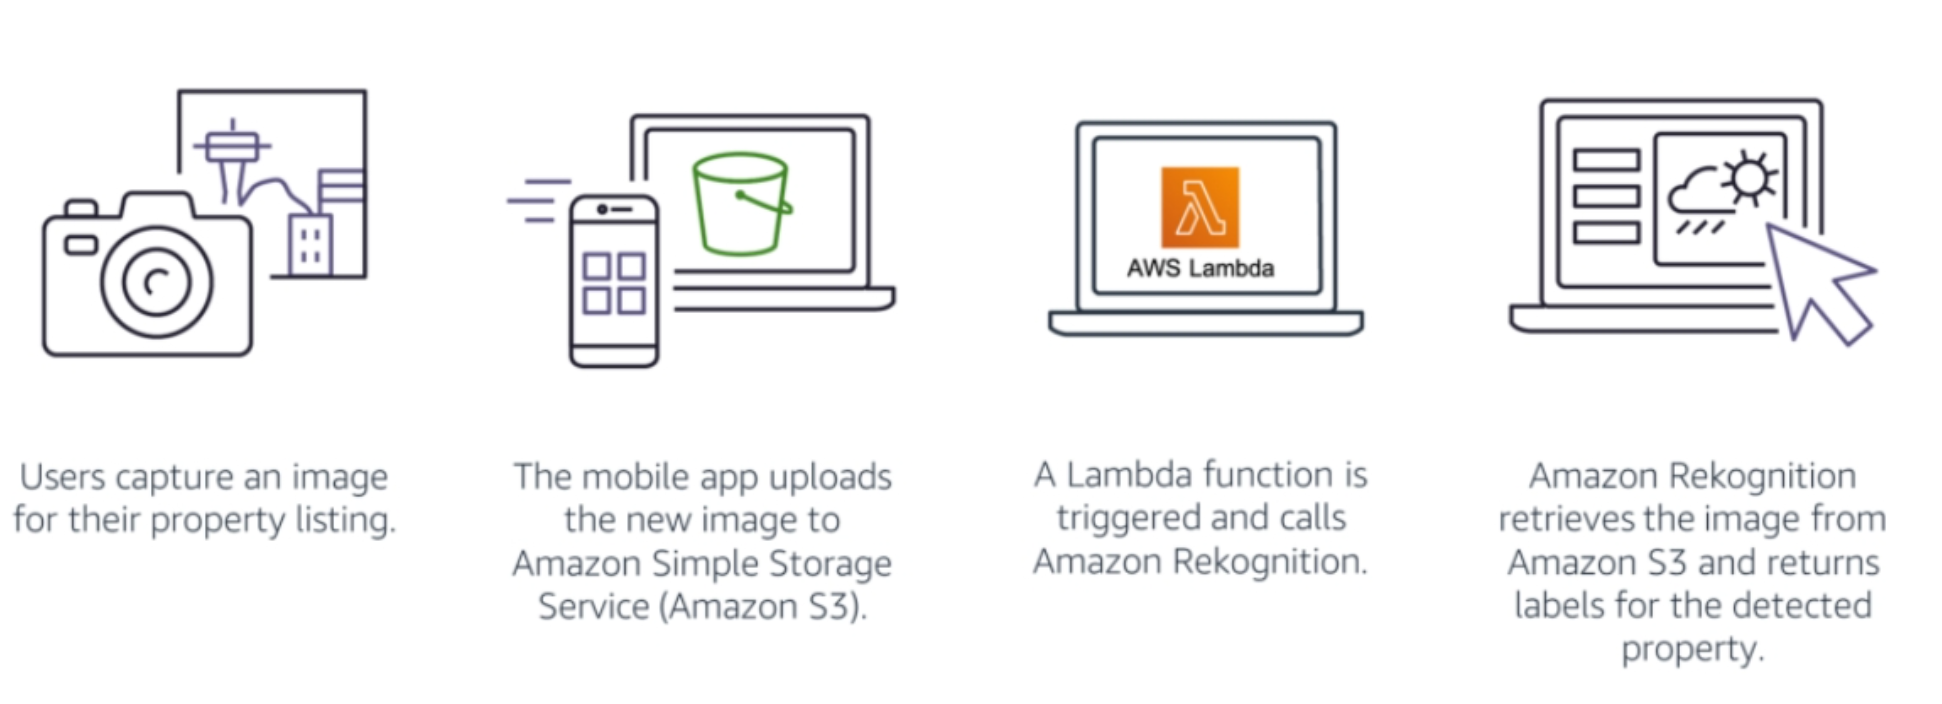 AWS Lambda
Users capture an image
for their property listing.
The mobile app uploads
the new image to
Amazon Simple Storage
Service (Amazon S3).
A Lambda function is
triggered and calls
Amazon Rekognition.
Amazon Rekognition
retrieves the image from
Amazon S3 and returns
labels for the detected
property.